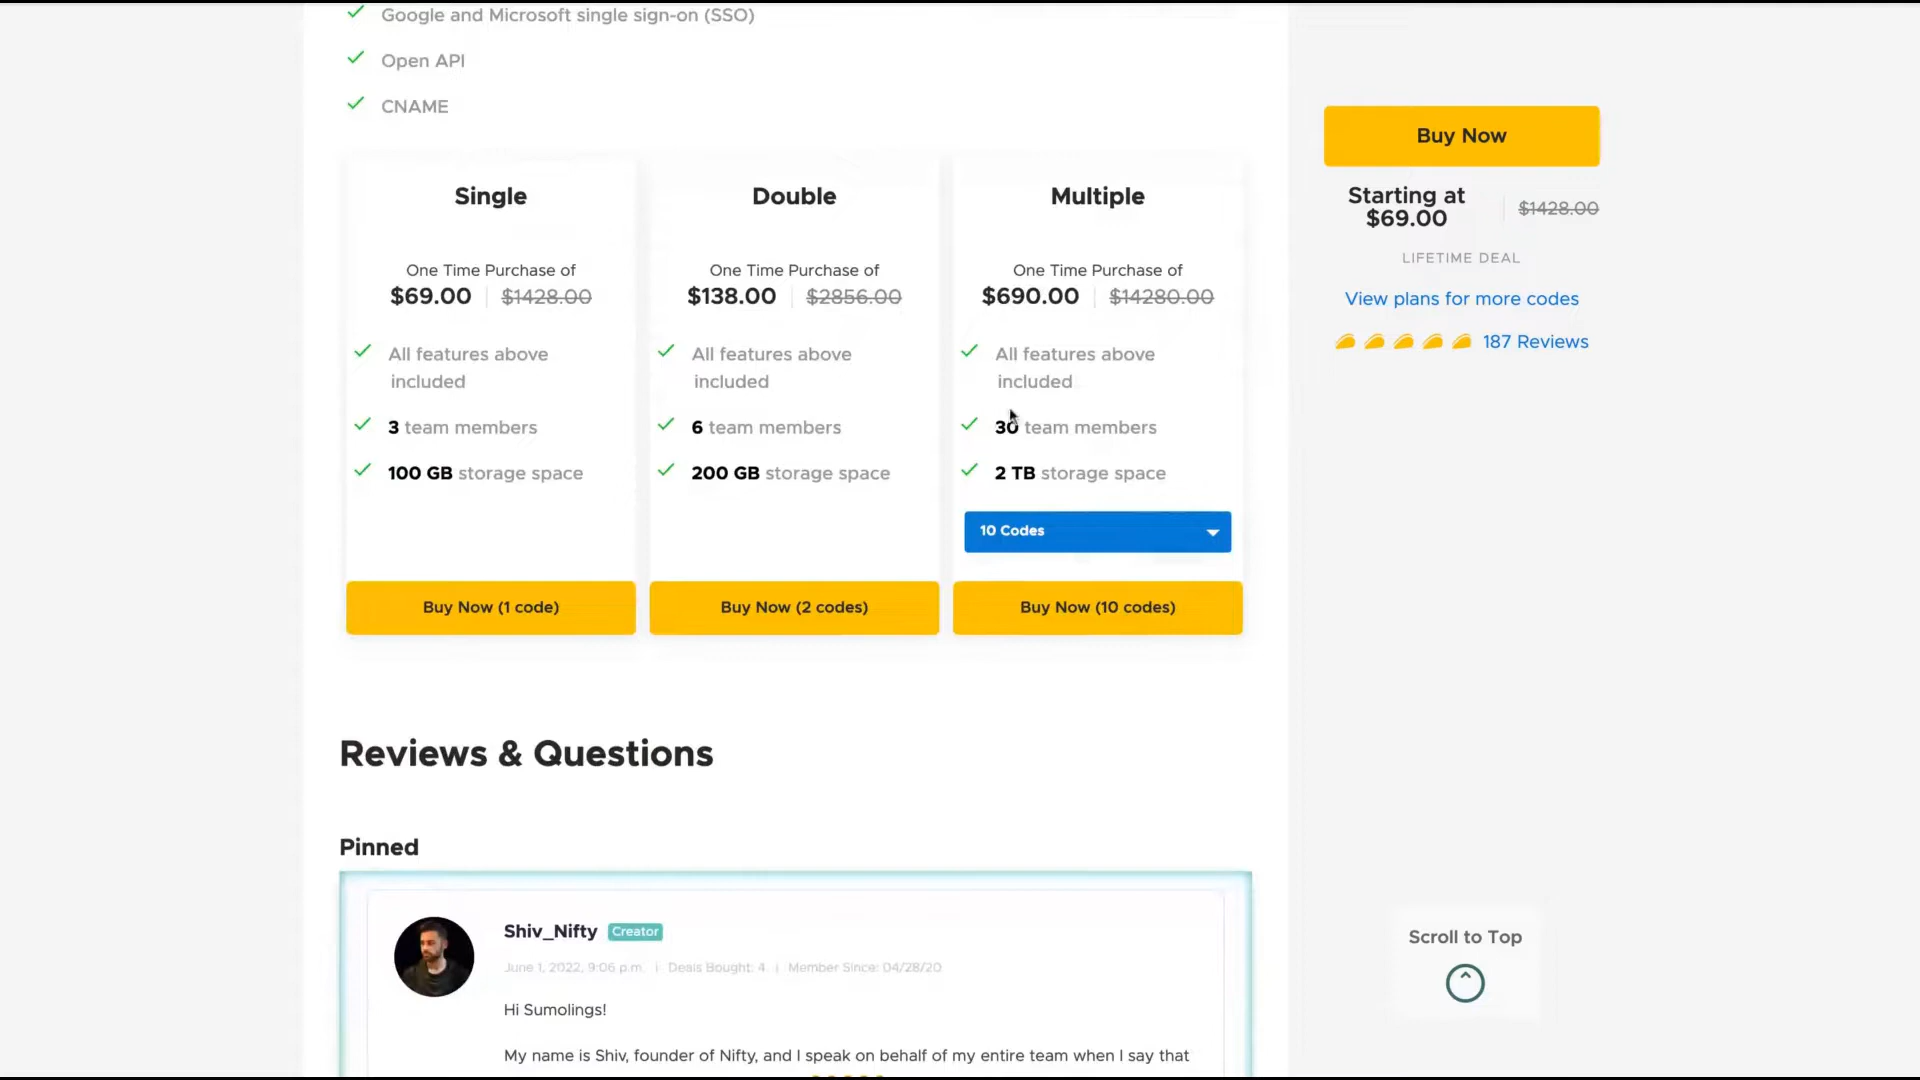 Google and Microsoft single sign-on (SSO)
Open API
CNAME
Single
One Time Purchase of
$69.00 $1428.00
All features above
included
3 team members
100 GB storage space
Buy Now (1 code)
Double
One Time Purchase of
$138.00 $2856.00
All features above
included
6 team members
200 GB storage space
Buy Now (2 codes)
Multiple
One Time Purchase of
$690.00 $14280.00
All features above
included
30 team members
2 TB storage space
10 Codes
Buy Now (10 codes)
Buy Now
Starting at
$69.00 $1428.00
LIFETIME DEAL
View plans for more codes
187 Reviews
Reviews & Questions
Pinned
Shiv_Nifty Creator
June 1, 2022, 9:06 p.m. | Deals Bought: 4 | Member Since: 04/28/20
Hi Sumolings!
My name is Shiv, founder of Nifty, and I speak on behalf of my entire team when I say that
Scroll to Top